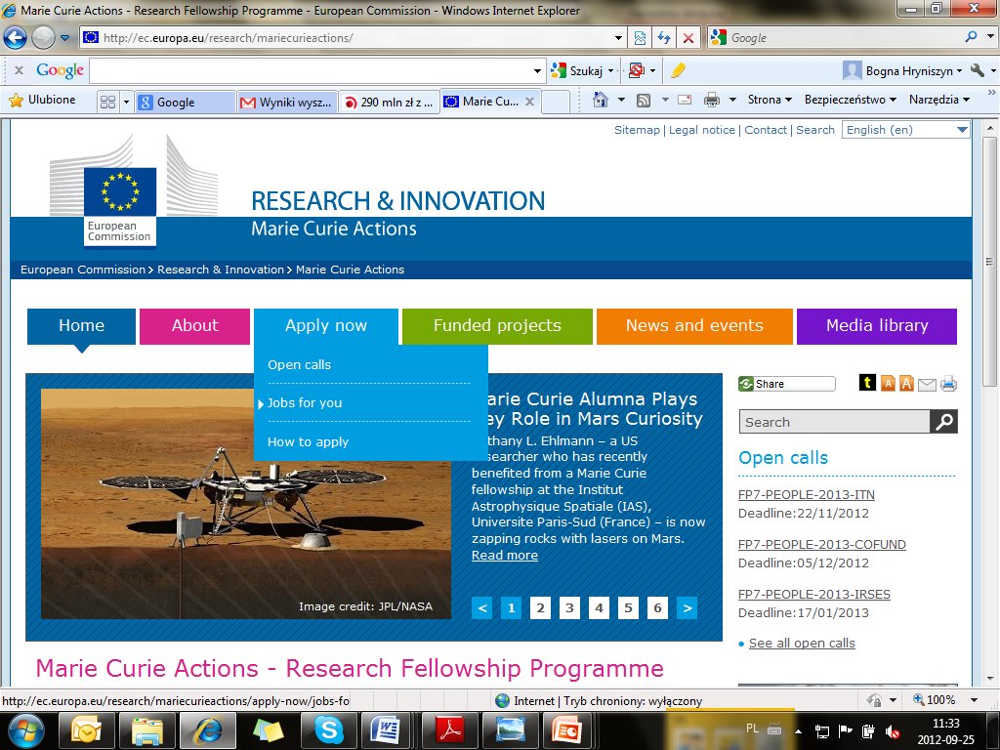 Marie Curie Actions - Research Fellowship Programme - European Commission - Windows Internet Explorer
http://ec.europa.eu/research/mariecurieactions/
Google
Google Szukaj Bogna Hryniszyn
Ulubione Google Wyniki wysz... 290 mln zł z ... Marie Cu... Strona Bezpieczeństwo Narzędzia
Sitemap | Legal notice | Contact | Search English (en)
European
Commission
RESEARCH & INNOVATION
Marie Curie Actions
European Commission > Research & Innovation > Marie Curie Actions
Home About Apply now Funded projects News and events Media library
Open calls
Jobs for you
How to apply
arie Curie Alumna Plays
ey Role in Mars Curiosity
thany L. Ehlmann – a US
searcher who has recently
benefited from a Marie Curie
fellowship at the Institut
Astrophysique Spatiale (IAS),
Universite Paris-Sud (France) – is now
zapping rocks with lasers on Mars.
Read more
Image credit: JPL/NASA
< 1 2 3 4 5 6 >
Share t A A
Search
Open calls
FP7-PEOPLE-2013-ITN
Deadline:22/11/2012
FP7-PEOPLE-2013-COFUND
Deadline:05/12/2012
FP7-PEOPLE-2013-IRSES
Deadline:17/01/2013
• See all open calls
Marie Curie Actions - Research Fellowship Programme
http://ec.europa.eu/research/mariecurieactions/apply-now/jobs-fo Internet | Tryb chroniony: wyłączony 100%
PL 11:33
2012-09-25